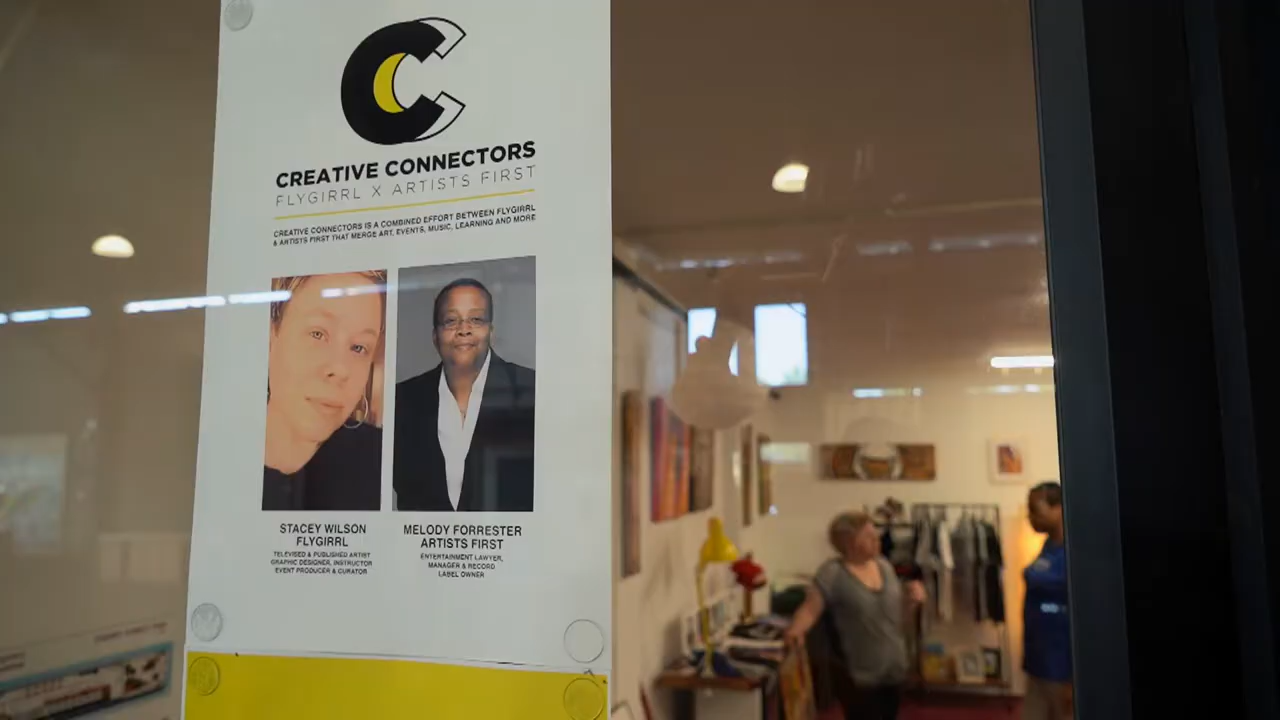 CREATIVE CONNECTORS
FLYGIRRL X ARTISTS FIRST
CREATIVE CONNECTORS IS A COMBINED EFFORT BETWEEN FLYGIRRL
& ARTISTS FIRST THAT MERGE ART, EVENTS, MUSIC, LEARNING AND MORE
STACEY WILSON
FLYGIRRL
TELEVISED & PUBLISHED ARTIST
GRAPHIC DESIGNER, INSTRUCTOR
EVENT PRODUCER & CURATOR
MELODY FORRESTER
ARTISTS FIRST
ENTERTAINMENT LAWYER,
MANAGER & RECORD
LABEL OWNER